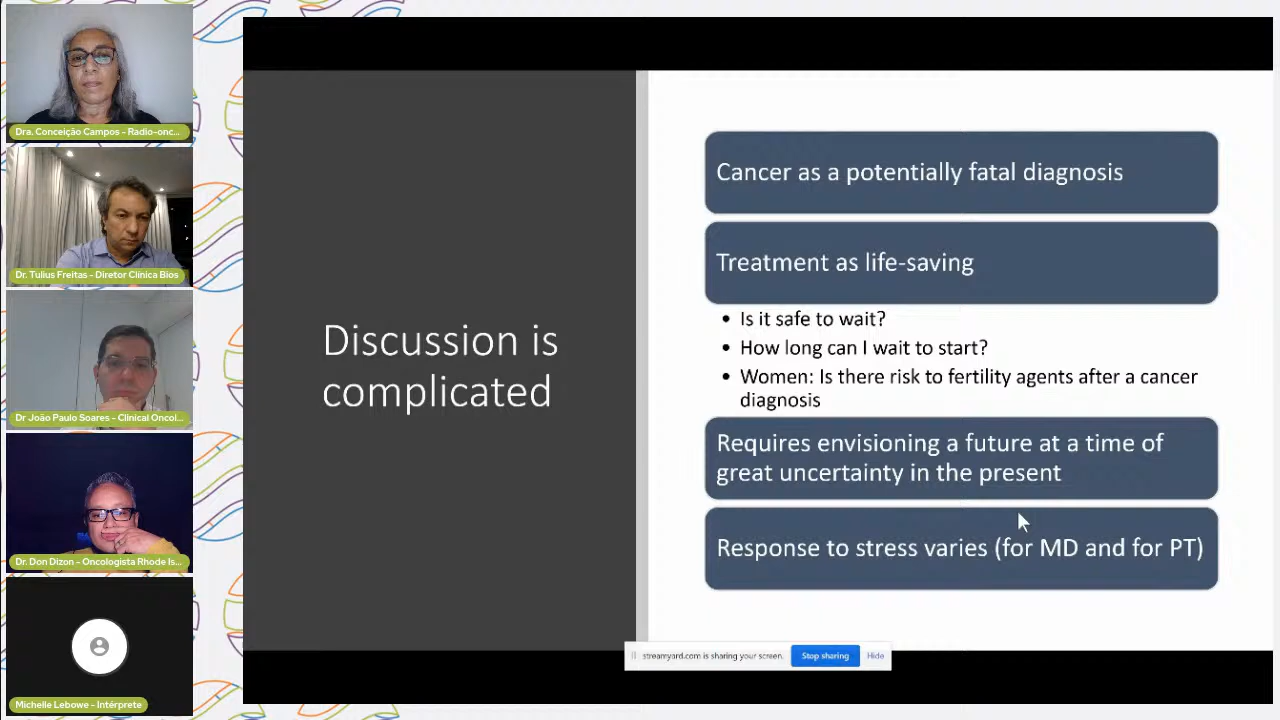 Dra. Conceição Campos - Radio-onc...
Dr. Tulius Freitas - Diretor Clínica Bios
Dr João Paulo Soares - Clinical Oncol...
Dr. Don Dizon - Oncologista Rhode Is...
Michelle Lebowe - Intérprete
Discussion is
complicated
Cancer as a potentially fatal diagnosis
Treatment as life-saving
• Is it safe to wait?
• How long can I wait to start?
• Women: Is there risk to fertility agents after a cancer
diagnosis
Requires envisioning a future at a time of
great uncertainty in the present
Response to stress varies (for MD and for PT)
streamyard.com is sharing your screen.
Stop sharing
Hide